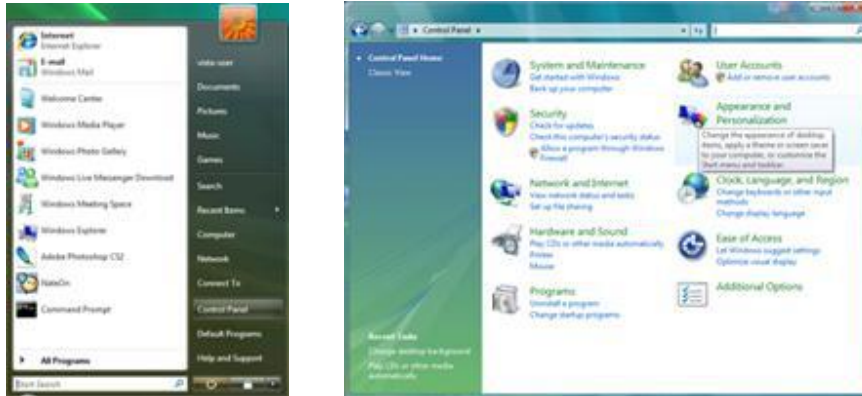 Internet
Internet Explorer
E-mail
Windows Mail
Welcome Center
Windows Media Player
Windows Photo Gallery
Windows Live Messenger Download
Windows Meeting Space
Windows Explorer
Adobe Photoshop CS2
NateOn
Command Prompt
All Programs
Start Search
vista user
Documents
Pictures
Music
Games
Search
Recent Items
Computer
Network
Connect To
Control Panel
Default Programs
Help and Support
Control Panel
Control Panel Home
Classic View
System and Maintenance
Get started with Windows
Back up your computer
Security
Check for updates
Check this computer's security status
Allow a program through Windows
Firewall
Network and Internet
View network status and tasks
Set up file sharing
Hardware and Sound
Play CDs or other media automatically
Printer
Mouse
Programs
Uninstall a program
Change startup programs
User Accounts
Add or remove user accounts
Appearance and
Personalization
Change the appearance of desktop
items, apply a theme or screen saver
to your computer, or customize the
Start menu and taskbar.
Clock, Language, and Region
Change keyboards or other input
methods
Change display language
Ease of Access
Let Windows suggest settings
Optimize visual display
Additional Options
Recent Tasks
Change desktop background
Play CDs or other media
automatically